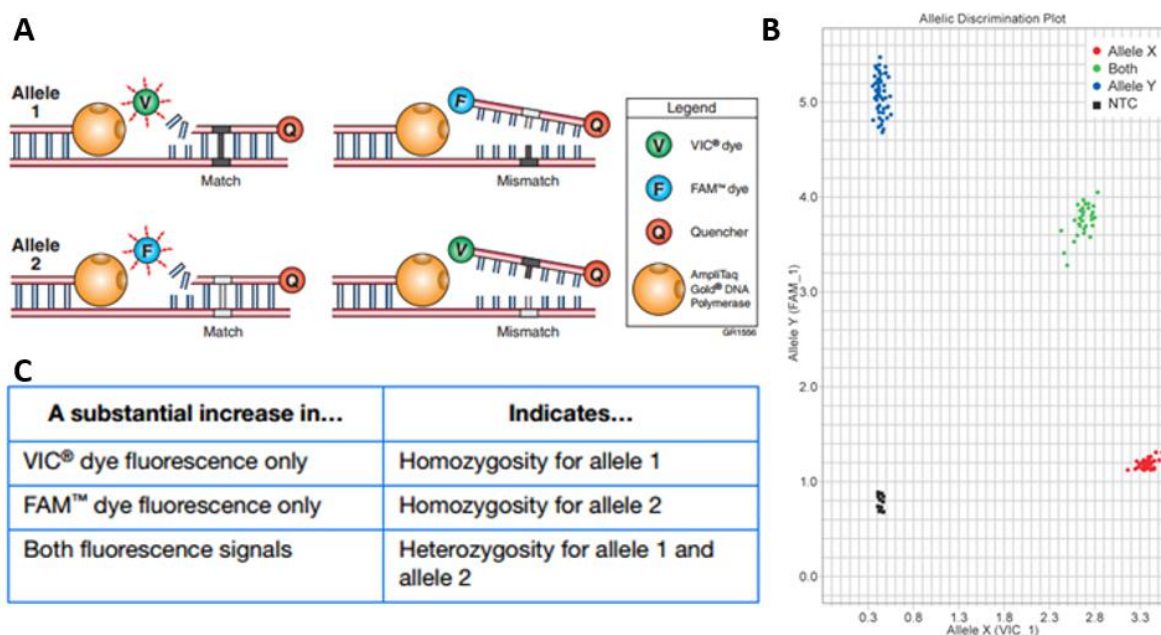 A
Allele
1
V
Q
Match
F
Q
Mismatch
Allele
2
F
Q
Match
V
Q
Mismatch
Legend
V VIC® dye
F FAM™ dye
Q Quencher
AmpliTaq
Gold® DNA
Polymerase
GR1556
B
Allelic Discrimination Plot
Allele X
Both
Allele Y
NTC
Allele Y (FAM_1)
5.0
4.0
3.0
2.0
1.0
0.0
0.3 0.8 1.3 1.8 2.3 2.8 3.3
Allele X (VIC_1)
C
A substantial increase in… Indicates…
VIC® dye fluorescence only Homozygosity for allele 1
FAM™ dye fluorescence only Homozygosity for allele 2
Both fluorescence signals Heterozygosity for allele 1 and
allele 2